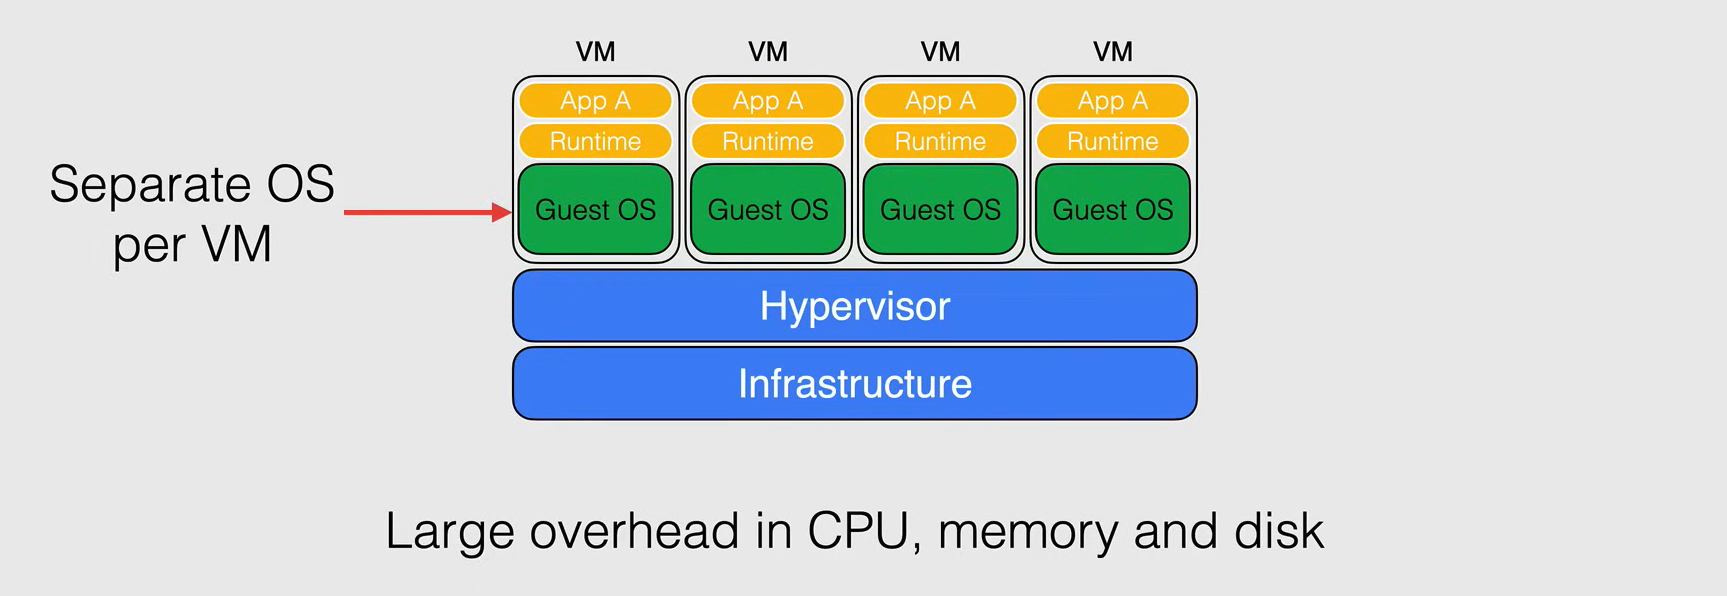 VM VM VM VM
App A App A App A App A
Runtime Runtime Runtime Runtime
Separate OS
per VM
Guest OS Guest OS Guest OS Guest OS
Hypervisor
Infrastructure
Large overhead in CPU, memory and disk